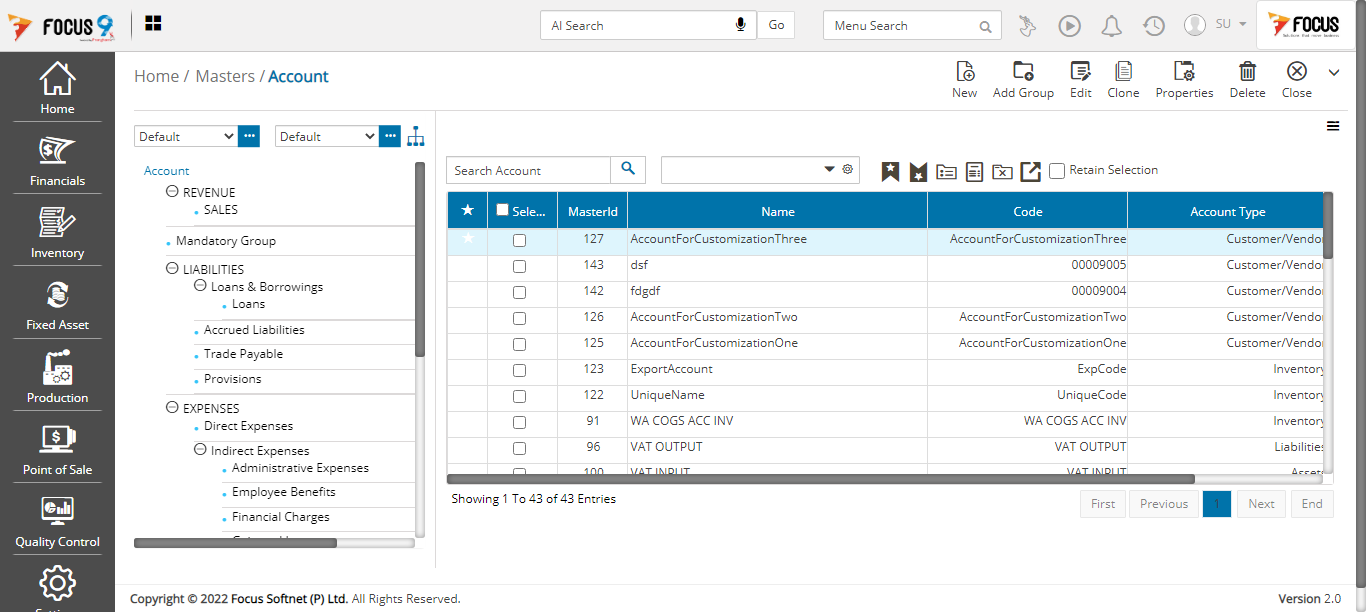 FOCUS 9
AI Search
Go
Menu Search
SU
FOCUS
Home
Financials
Inventory
Fixed Asset
Production
Point of Sale
Quality Control
Home / Masters / Account
New
Add Group
Edit
Clone
Properties
Delete
Close
Default
Default
Account
REVENUE
SALES
Mandatory Group
LIABILITIES
Loans & Borrowings
Loans
Accrued Liabilities
Trade Payable
Provisions
EXPENSES
Direct Expenses
Indirect Expenses
Administrative Expenses
Employee Benefits
Financial Charges
Search Account
Retain Selection
Sele... MasterId Name Code Account Type
127 AccountForCustomizationThree AccountForCustomizationThree Customer/Vendor
143 dsf 00009005 Customer/Vendor
142 fdgdf 00009004 Customer/Vendor
126 AccountForCustomizationTwo AccountForCustomizationTwo Customer/Vendor
125 AccountForCustomizationOne AccountForCustomizationOne Customer/Vendor
123 ExportAccount ExpCode Inventory
122 UniqueName UniqueCode Inventory
91 WA COGS ACC INV WA COGS ACC INV Inventory
96 VAT OUTPUT VAT OUTPUT Liabilities
100 VAT INPUT VAT INPUT Assets
Showing 1 To 43 of 43 Entries
First
Previous
1
Next
End
Copyright © 2022 Focus Softnet (P) Ltd. All Rights Reserved.
Version 2.0